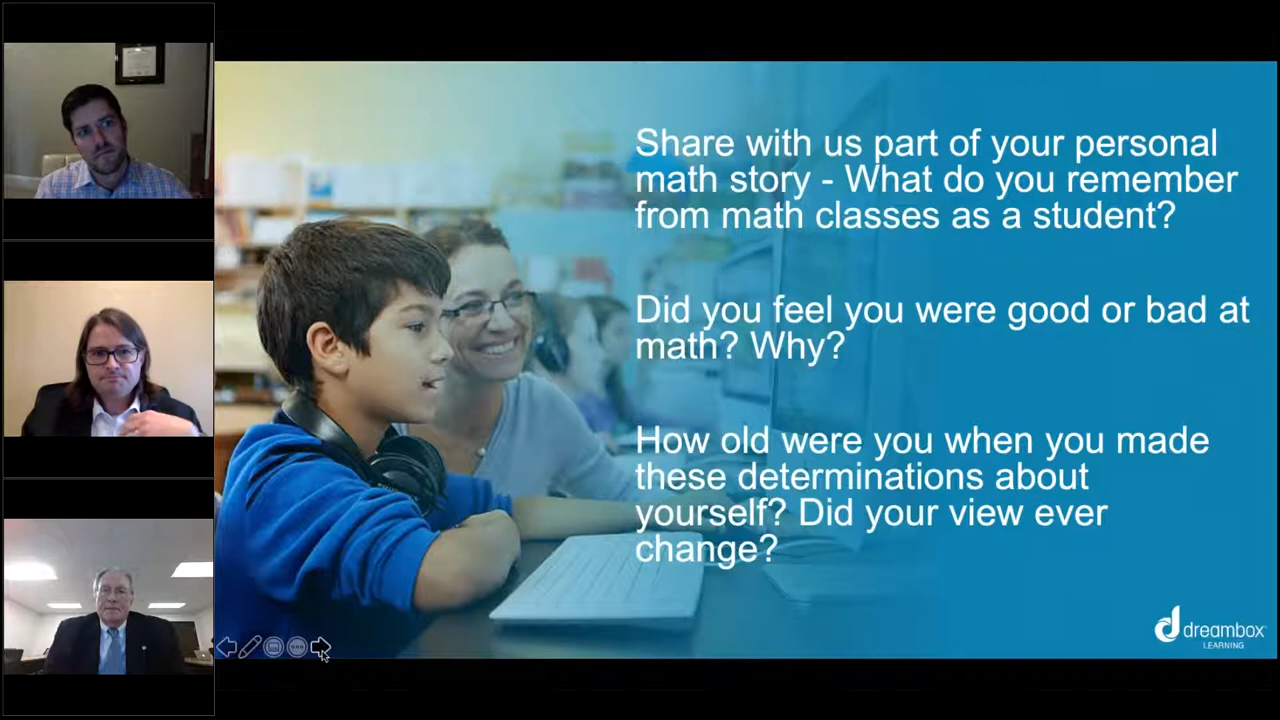 Share with us part of your personal
math story - What do you remember
from math classes as a student?
Did you feel you were good or bad at
math? Why?
How old were you when you made
these determinations about
yourself? Did your view ever
change?
dreambox
LEARNING